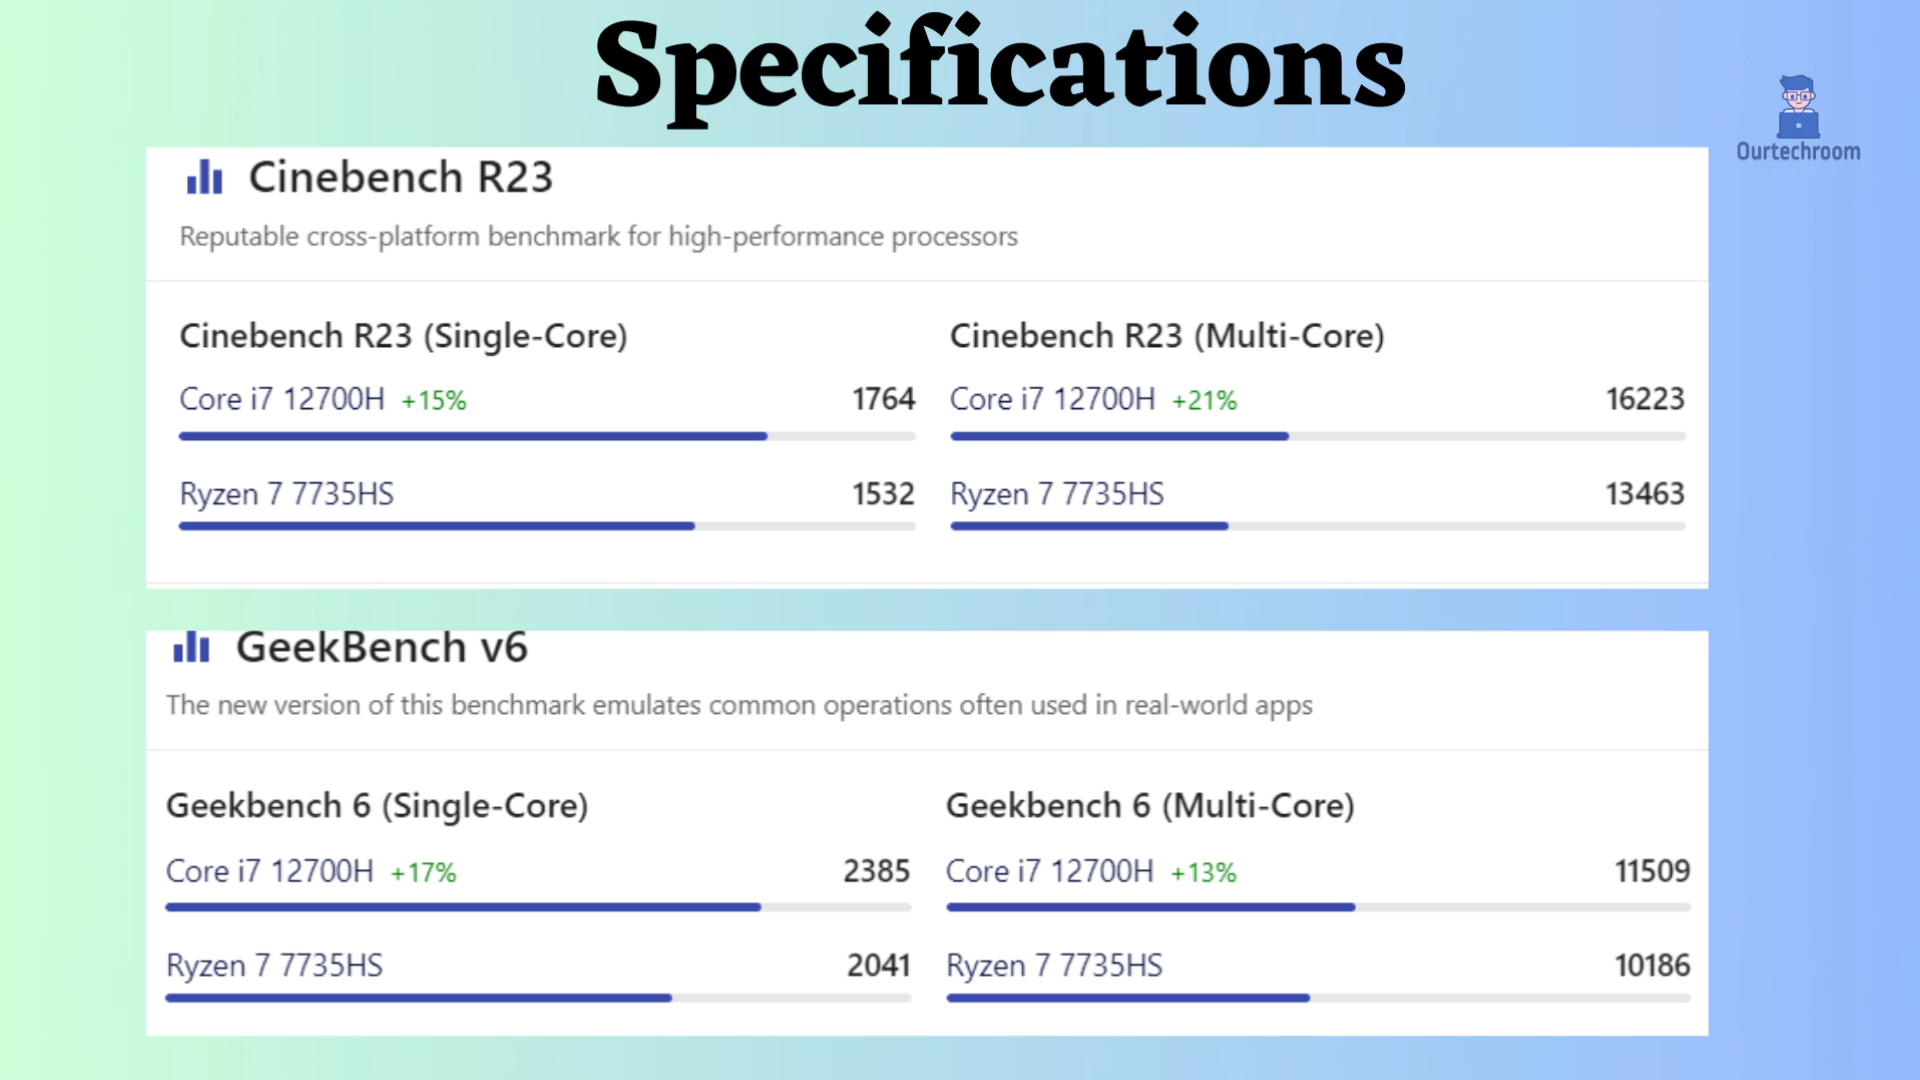 Specifications
Ourtechroom
Cinebench R23
Reputable cross-platform benchmark for high-performance processors
Cinebench R23 (Single-Core)
Core i7 12700H +15% 1764
Ryzen 7 7735HS 1532
Cinebench R23 (Multi-Core)
Core i7 12700H +21% 16223
Ryzen 7 7735HS 13463
GeekBench v6
The new version of this benchmark emulates common operations often used in real-world apps
Geekbench 6 (Single-Core)
Core i7 12700H +17% 2385
Ryzen 7 7735HS 2041
Geekbench 6 (Multi-Core)
Core i7 12700H +13% 11509
Ryzen 7 7735HS 10186